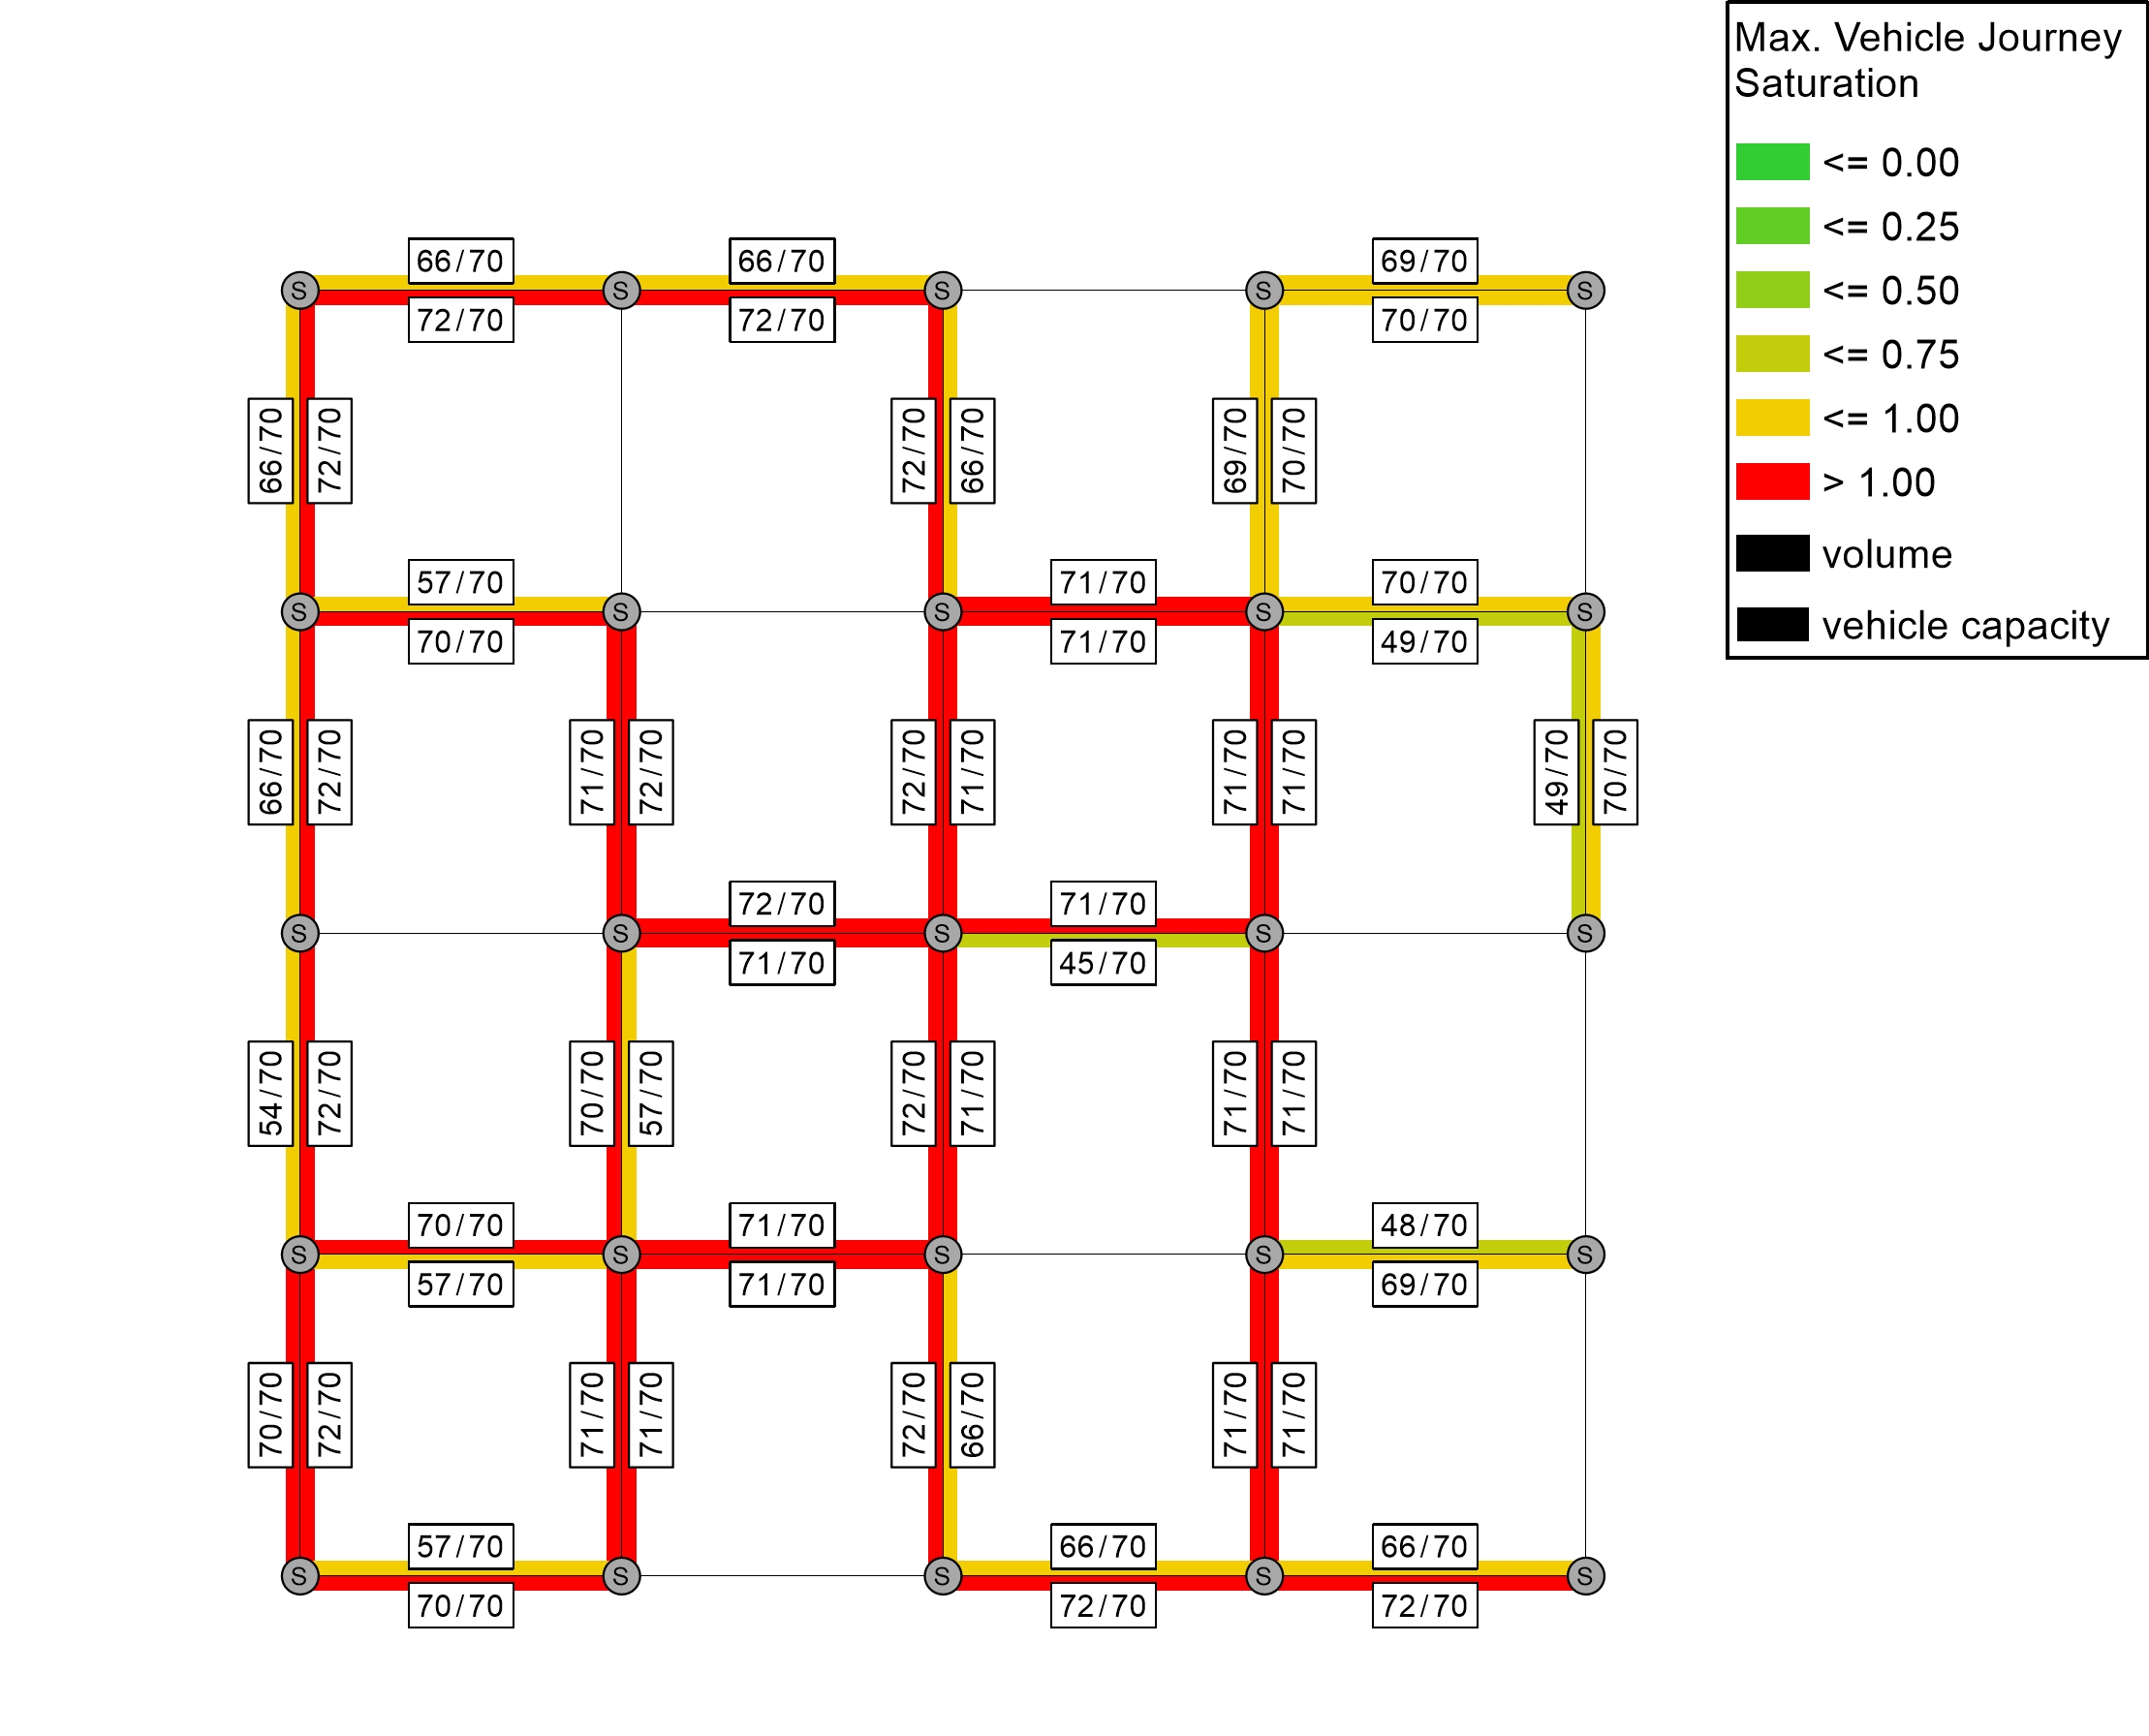 Max. Vehicle Journey
Saturation
<= 0.00
<= 0.25
<= 0.50
<= 0.75
<= 1.00
> 1.00
volume
vehicle capacity
66/70
66/70
69/70
S
S
S
S
S
72/70
72/70
70/70
66/70
72/70
72/70
66/70
69/70
70/70
57/70
71/70
70/70
S
S
S
S
S
70/70
71/70
49/70
66/70
72/70
71/70
72/70
72/70
71/70
71/70
71/70
49/70
70/70
72/70
71/70
S
S
S
S
S
71/70
45/70
54/70
72/70
70/70
57/70
72/70
71/70
71/70
71/70
70/70
71/70
48/70
S
S
S
S
S
57/70
71/70
69/70
70/70
72/70
71/70
71/70
72/70
66/70
71/70
71/70
57/70
66/70
66/70
S
S
S
S
S
70/70
72/70
72/70